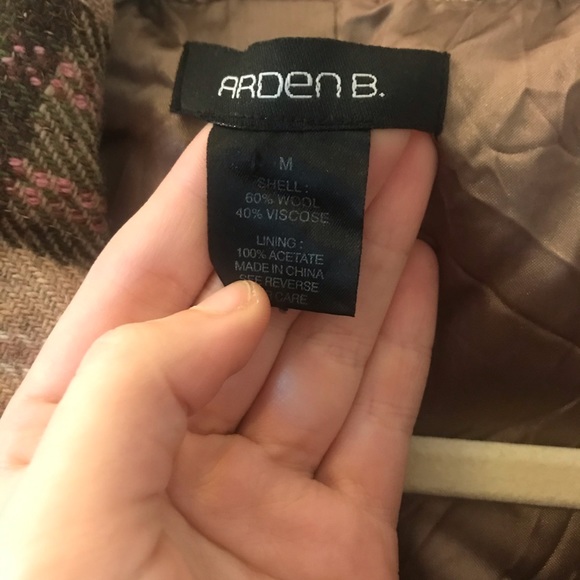 ARDEN B.
M
SHELL :
60% WOOL
40% VISCOSE
LINING :
100% ACETATE
MADE IN CHINA
SEE REVERSE
CARE